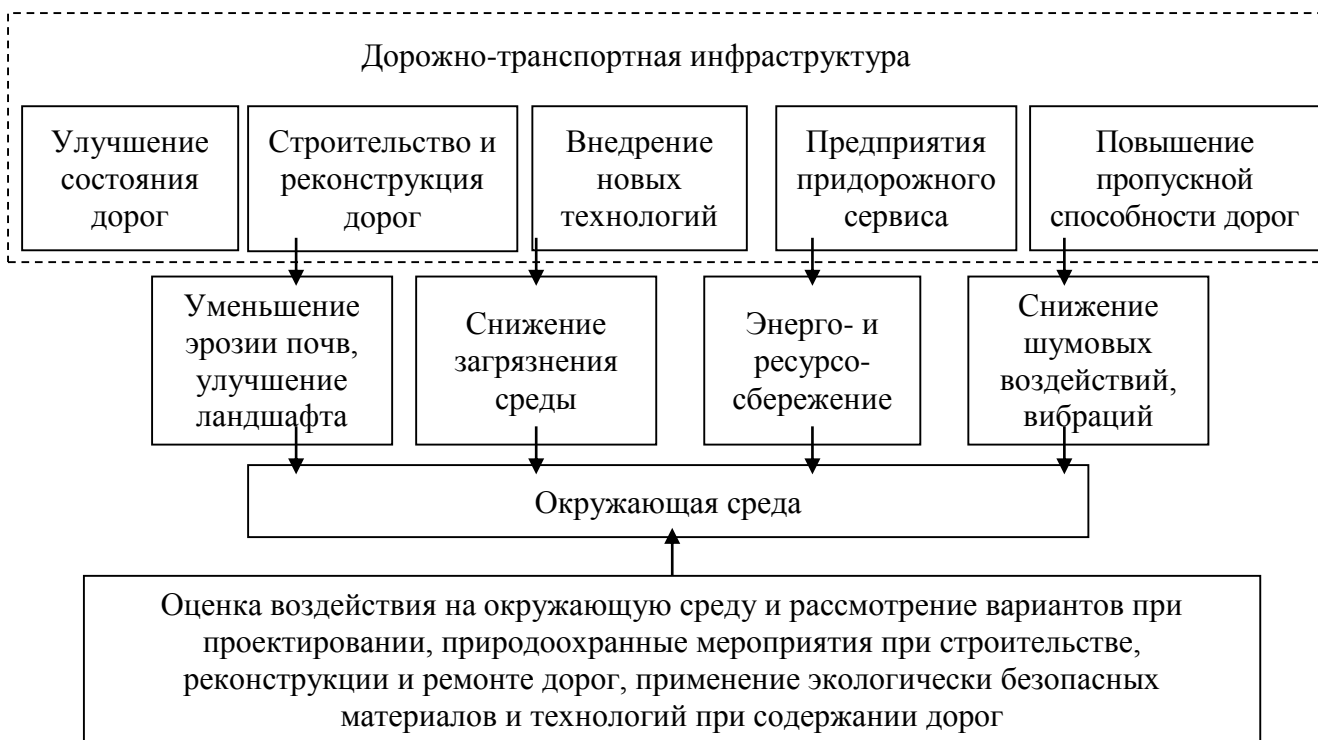 Дорожно-транспортная инфраструктура
Улучшение
состояния
дорог
Строительство и
реконструкция
дорог
Внедрение
новых
технологий
Предприятия
придорожного
сервиса
Повышение
пропускной
способности дорог
Уменьшение
эрозии почв,
улучшение
ландшафта
Снижение
загрязнения
среды
Энерго- и
ресурсо-
сбережение
Снижение
шумовых
воздействий,
вибраций
Окружающая среда
Оценка воздействия на окружающую среду и рассмотрение вариантов при
проектировании, природоохранные мероприятия при строительстве,
реконструкции и ремонте дорог, применение экологически безопасных
материалов и технологий при содержании дорог